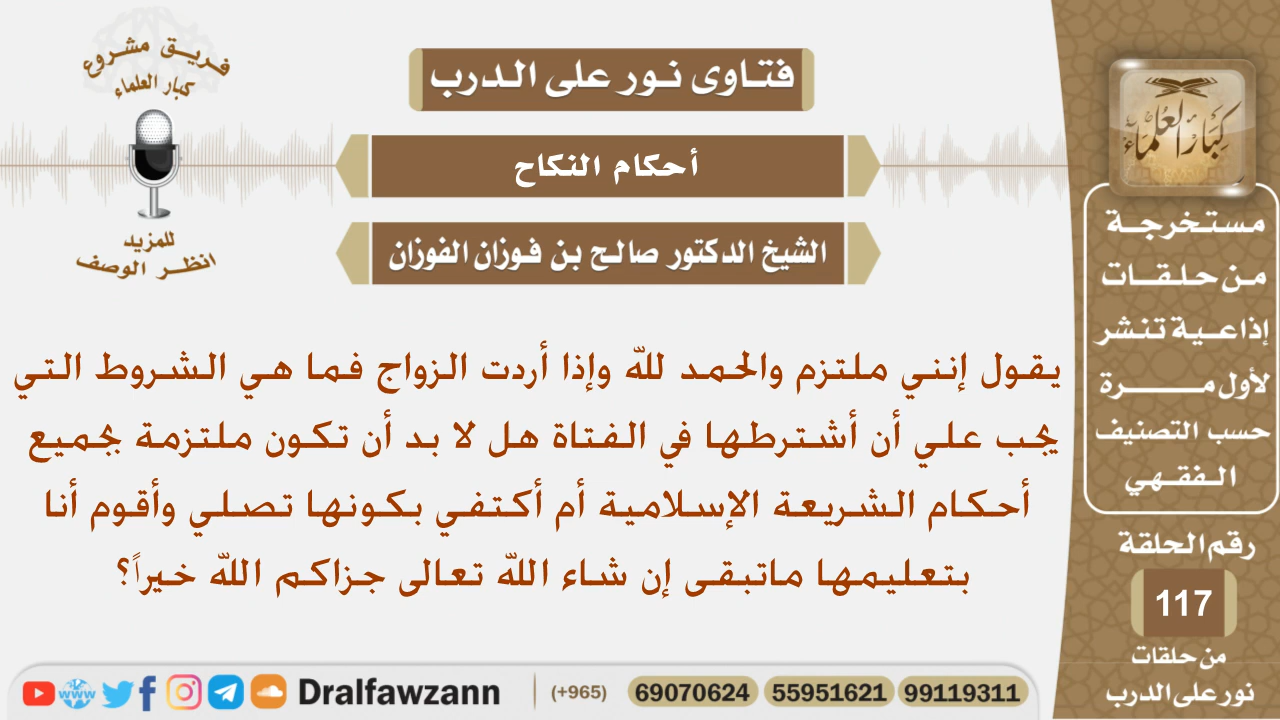 فريق مشروع
كبار العلماء
للمزيد
انظر الوصف
فتاوى نور على الدرب
أحكام النكاح
الشيخ الدكتور صالح بن فوزان الفوزان
يقول إنني ملتزم والحمد لله وإذا أردت الزواج فما هي الشروط التي
يجب علي أن أشترطها في الفتاة هل لا بد أن تكون ملتزمة بجميع
أحكام الشريعة الإسلامية أم أكتفي بكونها تصلي وأقوم أنا
بتعليمها ماتبقى إن شاء الله تعالى جزاكم الله خيراً؟
كبار العلماء
مستخرجة
من حلقات
إذاعية تنشر
لأول مرة
حسب التصنيف
الفقهي
رقم الحلقة
117
من حلقات
نور على الدرب
www
Dralfawzann
(+965)
69070624
55951621
99119311